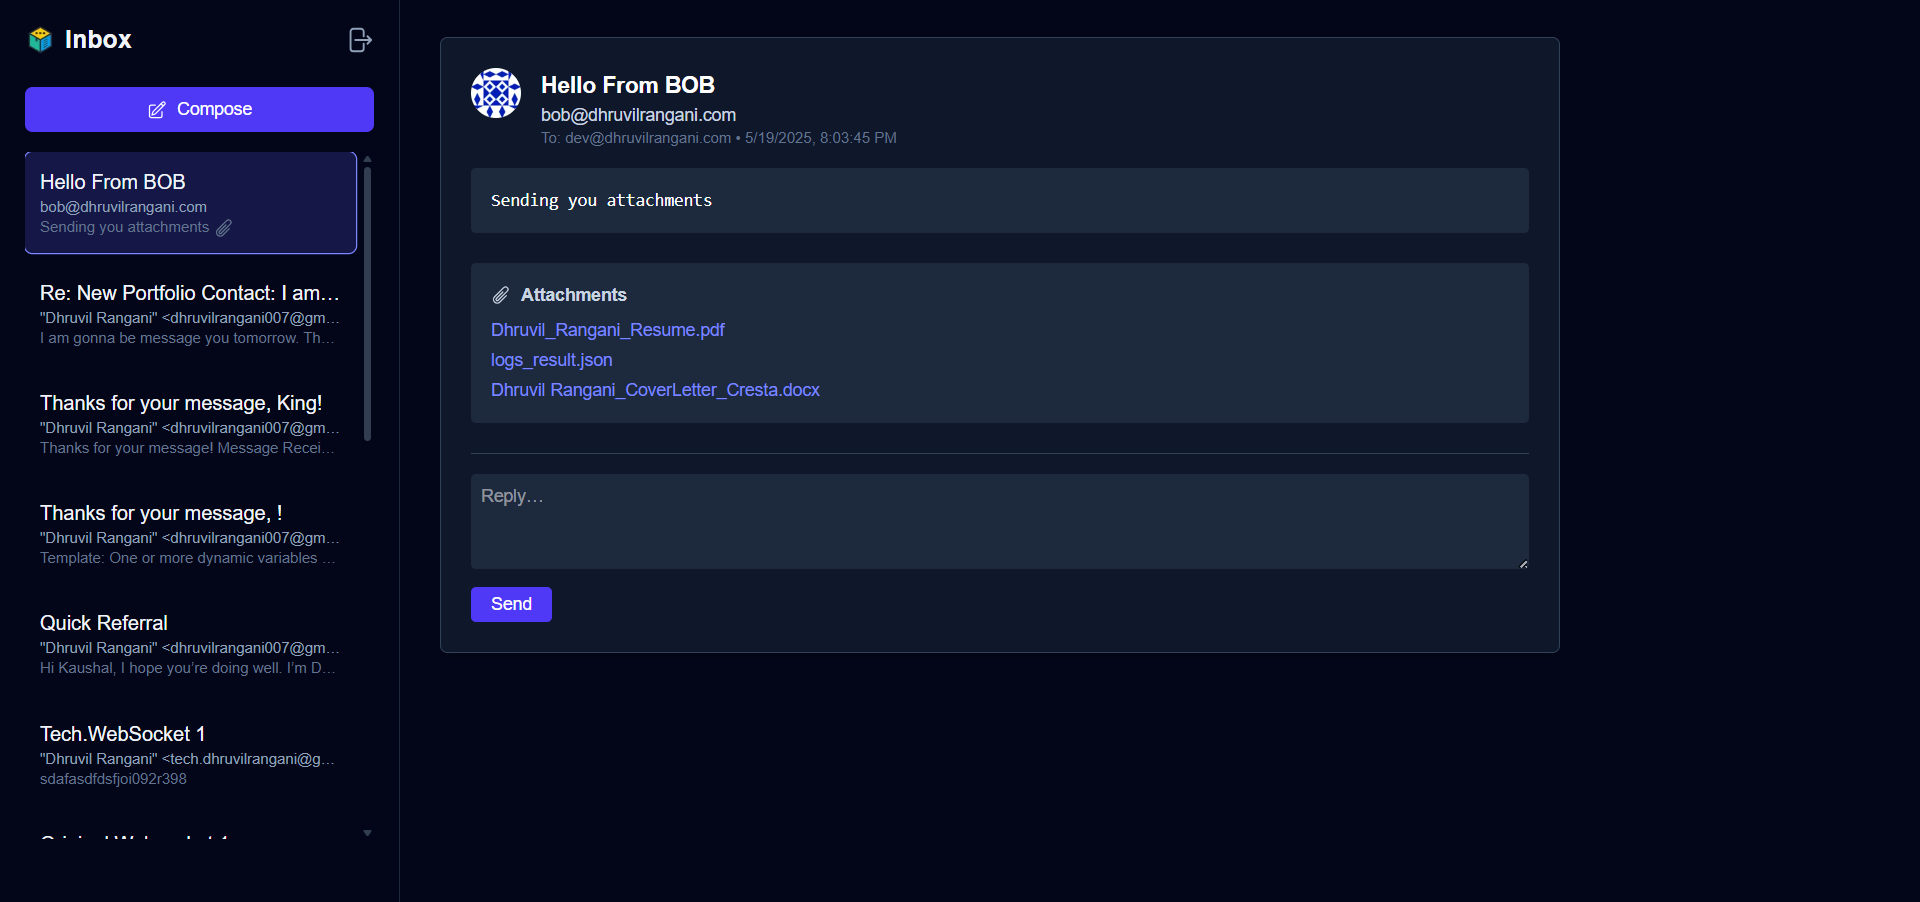 Inbox
Compose
Hello From BOB
bob@dhruvilrangani.com
Sending you attachments
Re: New Portfolio Contact: I am…
"Dhruvil Rangani" <dhruvilrangani007@gm…
I am gonna be message you tomorrow. Th…
Thanks for your message, King!
"Dhruvil Rangani" <dhruvilrangani007@gm…
Thanks for your message! Message Recei…
Thanks for your message, !
"Dhruvil Rangani" <dhruvilrangani007@gm…
Template: One or more dynamic variables …
Quick Referral
"Dhruvil Rangani" <dhruvilrangani007@gm…
Hi Kaushal, I hope you’re doing well. I’m D…
Tech.WebSocket 1
"Dhruvil Rangani" <tech.dhruvilrangani@g…
sdafasdfdsfjoi092r398
Hello From BOB
bob@dhruvilrangani.com
To: dev@dhruvilrangani.com • 5/19/2025, 8:03:45 PM
Sending you attachments
Attachments
Dhruvil_Rangani_Resume.pdf
logs_result.json
Dhruvil Rangani_CoverLetter_Cresta.docx
Reply…
Send